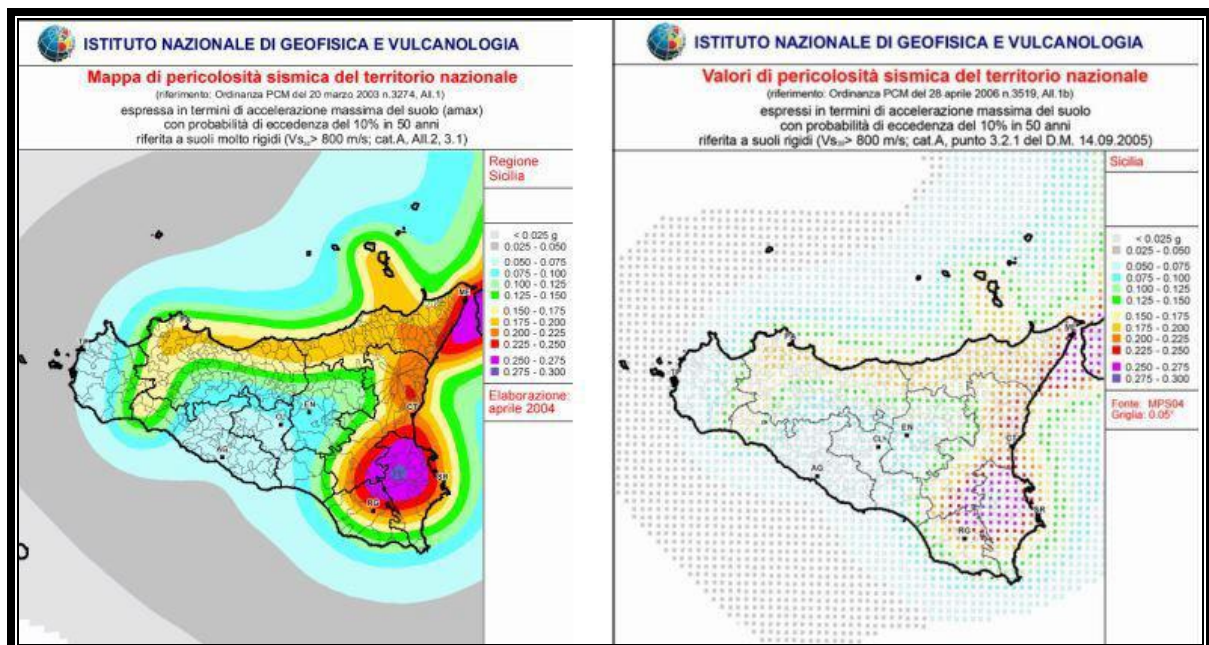 ISTITUTO NAZIONALE DI GEOFISICA E VULCANOLOGIA
Mappa di pericolosità sismica del territorio nazionale
(riferimento: Ordinanza PCM del 20 marzo 2003 n.3274, All.1)
espressa in termini di accelerazione massima del suolo (amax)
con probabilità di eccedenza del 10% in 50 anni
riferita a suoli molto rigidi (Vs₃₀> 800 m/s; cat.A, All.2, 3.1)
Regione
Sicilia
< 0.025 g
0.025 - 0.050
0.050 - 0.075
0.075 - 0.100
0.100 - 0.125
0.125 - 0.150
0.150 - 0.175
0.175 - 0.200
0.200 - 0.225
0.225 - 0.250
0.250 - 0.275
0.275 - 0.300
Elaborazione:
aprile 2004
ME
EN
CT
AG
SR
RG
ISTITUTO NAZIONALE DI GEOFISICA E VULCANOLOGIA
Valori di pericolosità sismica del territorio nazionale
(riferimento: Ordinanza PCM del 28 aprile 2006 n.3519, All.1b)
espressi in termini di accelerazione massima del suolo
con probabilità di eccedenza del 10% in 50 anni
riferita a suoli rigidi (Vs₃₀> 800 m/s; cat.A, punto 3.2.1 del D.M. 14.09.2005)
Sicilia
< 0.025 g
0.025 - 0.050
0.050 - 0.075
0.075 - 0.100
0.100 - 0.125
0.125 - 0.150
0.150 - 0.175
0.175 - 0.200
0.200 - 0.225
0.225 - 0.250
0.250 - 0.275
0.275 - 0.300
Fonte: MPS04
Griglia: 0.05°
PA
ME
EN
CL
CT
AG
SR
RG